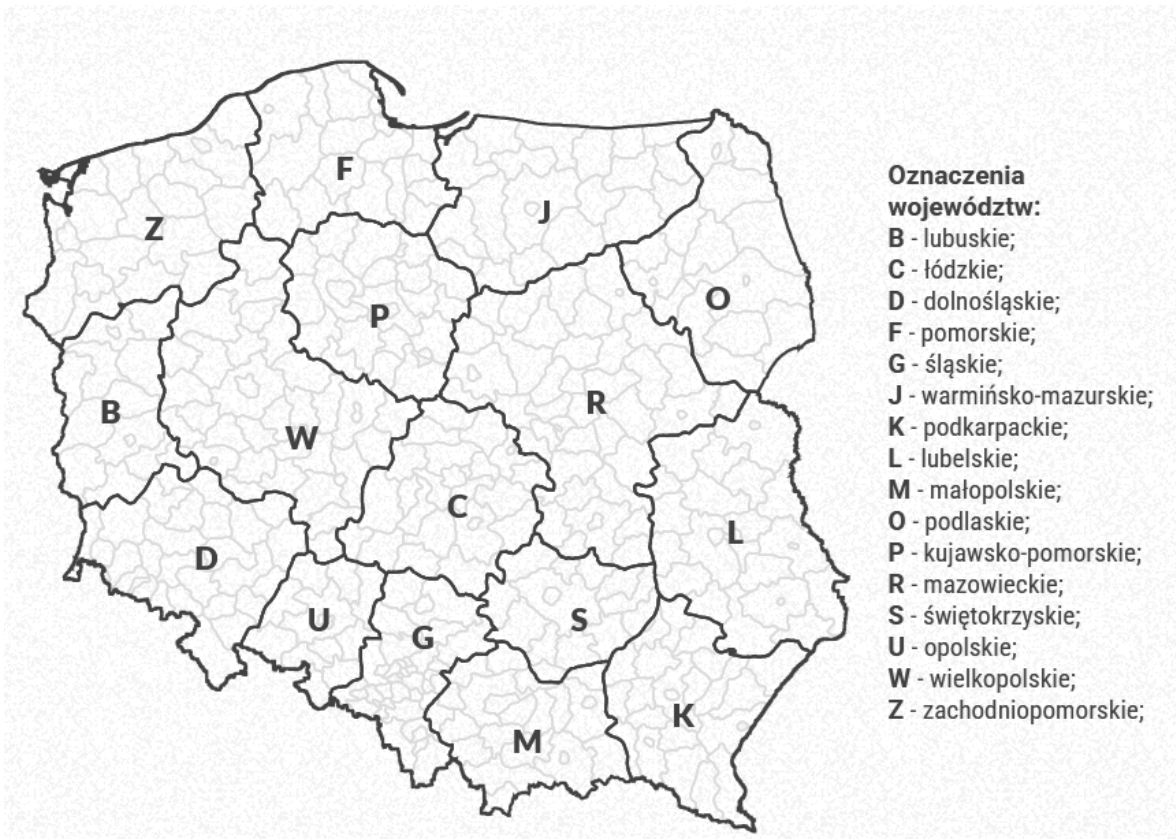 F
Z
J
O
P
B
W
R
C
D
L
U
G
S
K
M
Oznaczenia
województw:
B - lubuskie;
C - łódzkie;
D - dolnośląskie;
F - pomorskie;
G - śląskie;
J - warmińsko-mazurskie;
K - podkarpackie;
L - lubelskie;
M - małopolskie;
O - podlaskie;
P - kujawsko-pomorskie;
R - mazowieckie;
S - świętokrzyskie;
U - opolskie;
W - wielkopolskie;
Z - zachodniopomorskie;